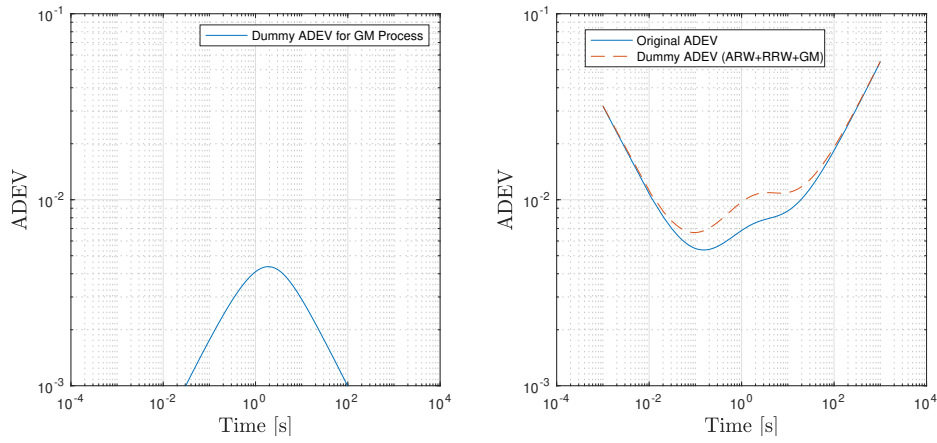 Dummy ADEV for GM Process
ADEV
10^-1
10^-2
10^-3
10^-4
10^-2
10^0
10^2
10^4
Time [s]
Original ADEV
Dummy ADEV (ARW+RRW+GM)
ADEV
10^-1
10^-2
10^-3
10^-4
10^-2
10^0
10^2
10^4
Time [s]